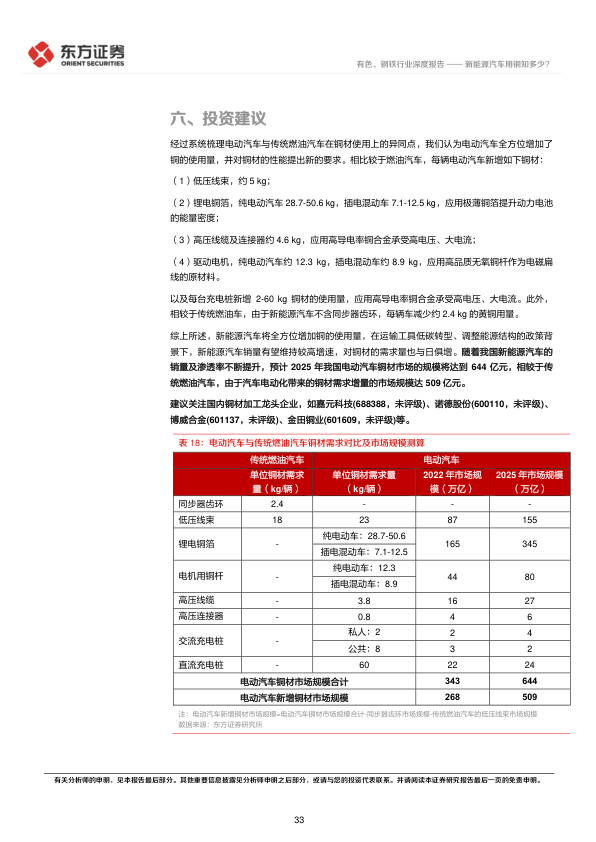 东方证券
ORIENT SECURITIES
有色、钢铁行业深度报告 —— 新能源汽车用铜知多少?
六、投资建议
经过系统梳理电动汽车与传统燃油汽车在铜材使用上的异同点，我们认为电动汽车全方位增加了
铜的使用量，并对铜材的性能提出新的要求。相比较于燃油汽车，每辆电动汽车新增如下铜材：
（1）低压线束，约 5 kg；
（2）锂电铜箔，纯电动汽车 28.7-50.6 kg，插电混动车 7.1-12.5 kg，应用极薄铜箔提升动力电池
的能量密度；
（3）高压线缆及连接器约 4.6 kg，应用高导电率铜合金承受高电压、大电流；
（4）驱动电机，纯电动汽车约 12.3 kg，插电混动车约 8.9 kg，应用高品质无氧铜杆作为电磁扁
线的原材料。
以及每台充电桩新增 2-60 kg 铜材的使用量，应用高导电率铜合金承受高电压、大电流。此外，
相较于传统燃油车，由于新能源汽车不含同步器齿环，每辆车减少约 2.4 kg 的黄铜用量。
综上所述，新能源汽车将全方位增加铜的使用量，在运输工具低碳转型、调整能源结构的政策背
景下，新能源汽车销量有望维持较高增速，对铜材的需求量也与日俱增。随着我国新能源汽车的
销量及渗透率不断提升，预计 2025 年我国电动汽车铜材市场的规模将达到 644 亿元，相较于传
统燃油汽车，由于汽车电动化带来的铜材需求增量的市场规模达 509 亿元。
建议关注国内铜材加工龙头企业，如嘉元科技(688388，未评级)、诺德股份(600110，未评级)、
博威合金(601137，未评级)、金田铜业(601609，未评级)等。
表 18：电动汽车与传统燃油汽车铜材需求对比及市场规模测算
传统燃油汽车 电动汽车
单位铜材需求 单位铜材需求量 2022 年市场规 2025 年市场规模
量（kg/辆） （kg/辆） 模（万亿） （万亿）
同步器齿环 2.4 - - -
低压线束 18 23 87 155
锂电铜箔 - 纯电动车：28.7-50.6 165 345
插电混动车：7.1-12.5
电机用铜杆 - 纯电动车：12.3 44 80
插电混动车：8.9
高压线缆 - 3.8 16 27
高压连接器 - 0.8 4 6
交流充电桩 - 私人：2 2 4
公共：8 3 2
直流充电桩 - 60 22 24
电动汽车铜材市场规模合计 343 644
电动汽车新增铜材市场规模 268 509
注：电动汽车新增铜材市场规模=电动汽车铜材市场规模合计-同步器齿环市场规模-传统燃油汽车的低压线束市场规模
数据来源：东方证券研究所
有关分析师的申明，见本报告最后部分。其他重要信息披露见分析师申明之后部分，或请与您的投资代表联系。并请阅读本证券研究报告最后一页的免责申明。
33